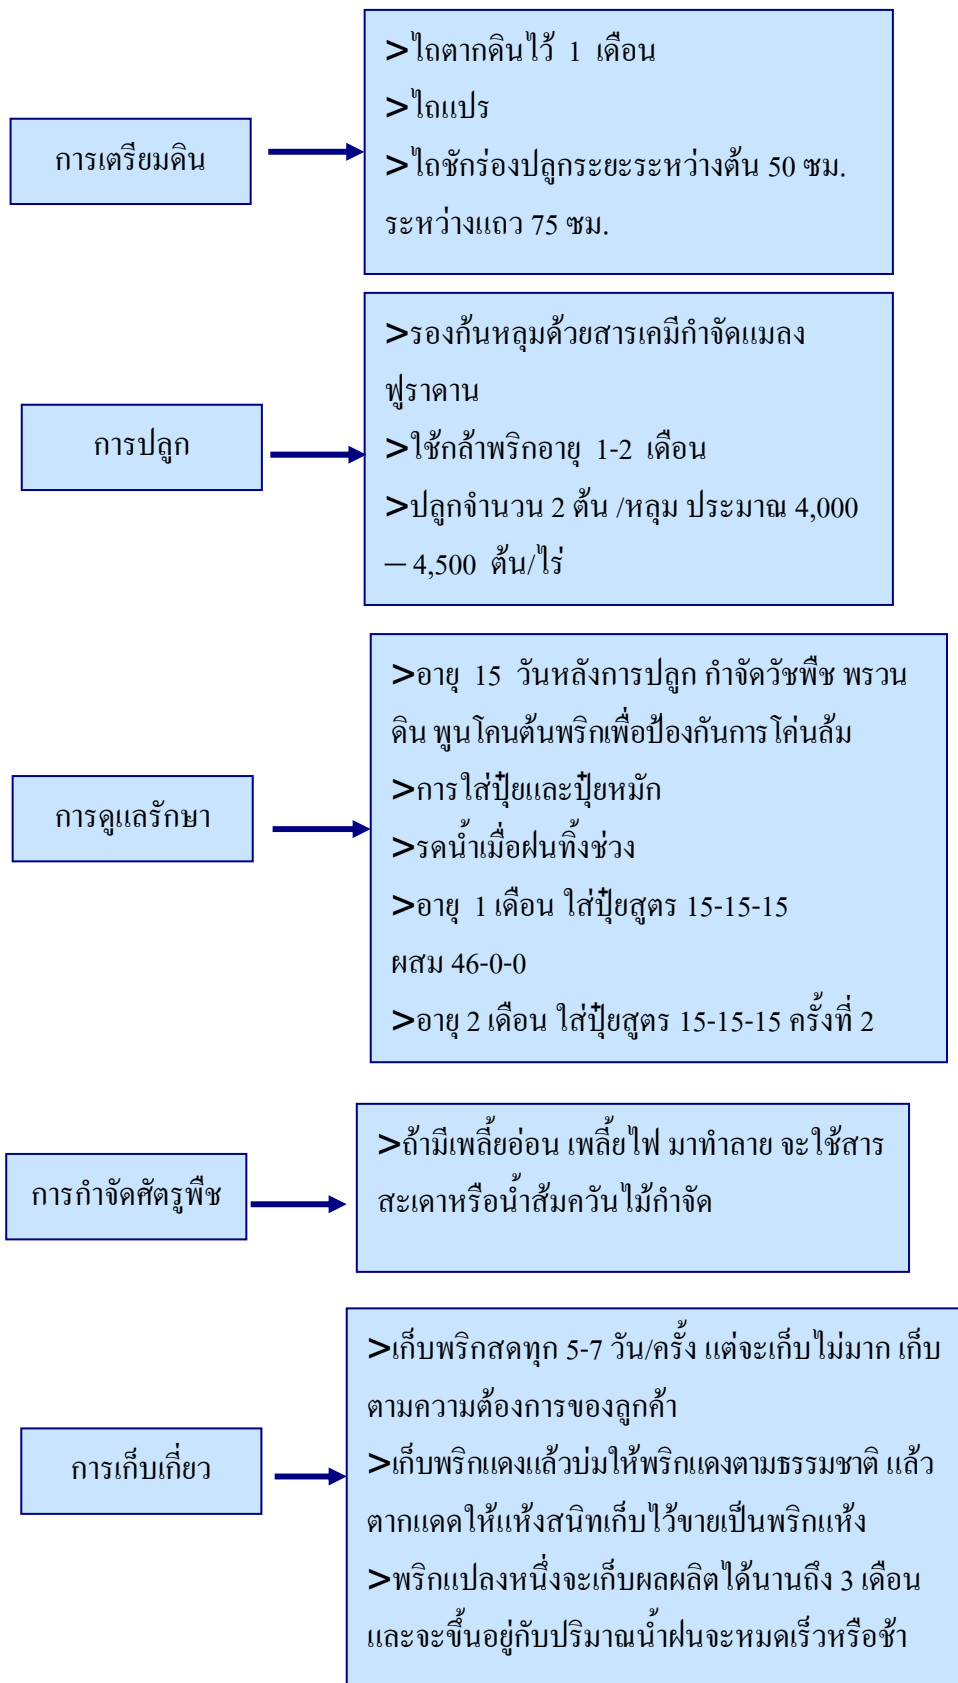 การเตรียมดิน
>ไถตากดินไว้ 1 เดือน
>ไถแปร
>ไถชักร่องปลูกระยะระหว่างต้น 50 ซม.
ระหว่างแถว 75 ซม.
การปลูก
>รองก้นหลุมด้วยสารเคมีกำจัดแมลง
ฟูราดาน
>ใช้กล้าพริกอายุ 1-2 เดือน
>ปลูกจำนวน 2 ต้น /หลุม ประมาณ 4,000
– 4,500 ต้น/ไร่
การดูแลรักษา
>อายุ 15 วันหลังการปลูก กำจัดวัชพืช พรวน
ดิน พูนโคนต้นพริกเพื่อป้องกันการโค่นล้ม
>การใส่ปุ๋ยและปุ๋ยหมัก
>รดน้ำเมื่อฝนทิ้งช่วง
>อายุ 1 เดือน ใส่ปุ๋ยสูตร 15-15-15
ผสม 46-0-0
>อายุ 2 เดือน ใส่ปุ๋ยสูตร 15-15-15 ครั้งที่ 2
การกำจัดศัตรูพืช
>ถ้ามีเพลี้ยอ่อน เพลี้ยไฟ มาทำลาย จะใช้สาร
สะเดาหรือน้ำส้มควันไม้กำจัด
การเก็บเกี่ยว
>เก็บพริกสดทุก 5-7 วัน/ครั้ง แต่จะเก็บไม่มาก เก็บ
ตามความต้องการของลูกค้า
>เก็บพริกแดงแล้วบ่มให้พริกแดงตามธรรมชาติ แล้ว
ตากแดดให้แห้งสนิทเก็บไว้ขายเป็นพริกแห้ง
>พริกแปลงหนึ่งจะเก็บผลผลิตได้นานถึง 3 เดือน
และจะขึ้นอยู่กับปริมาณน้ำฝนจะหมดเร็วหรือช้า